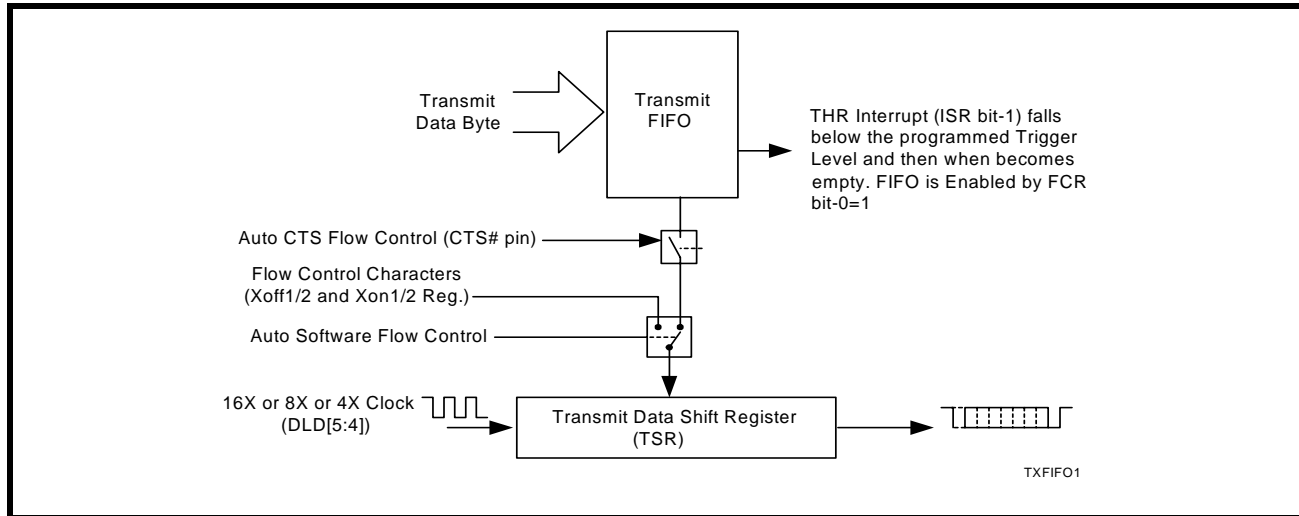 Transmit
Data Byte
Transmit
FIFO
THR Interrupt (ISR bit-1) falls
below the programmed Trigger
Level and then when becomes
empty. FIFO is Enabled by FCR
bit-0=1
Auto CTS Flow Control (CTS# pin)
Flow Control Characters
(Xoff1/2 and Xon1/2 Reg.)
Auto Software Flow Control
16X or 8X or 4X Clock
(DLD[5:4])
Transmit Data Shift Register
(TSR)
TXFIFO1